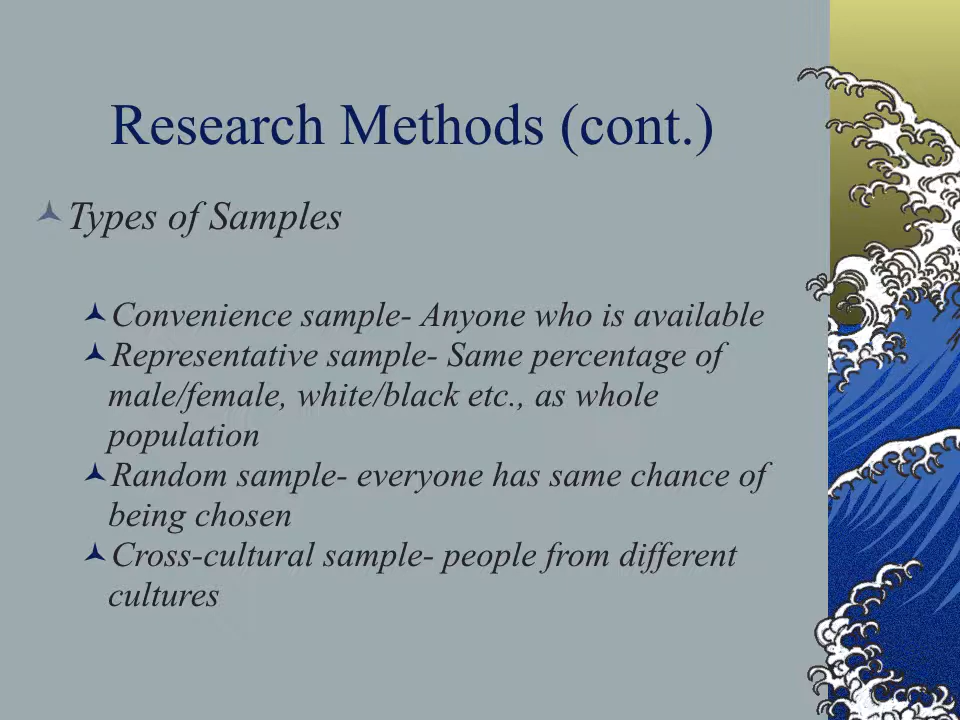 Research Methods (cont.)
Types of Samples
Convenience sample- Anyone who is available
Representative sample- Same percentage of
male/female, white/black etc., as whole
population
Random sample- everyone has same chance of
being chosen
Cross-cultural sample- people from different
cultures